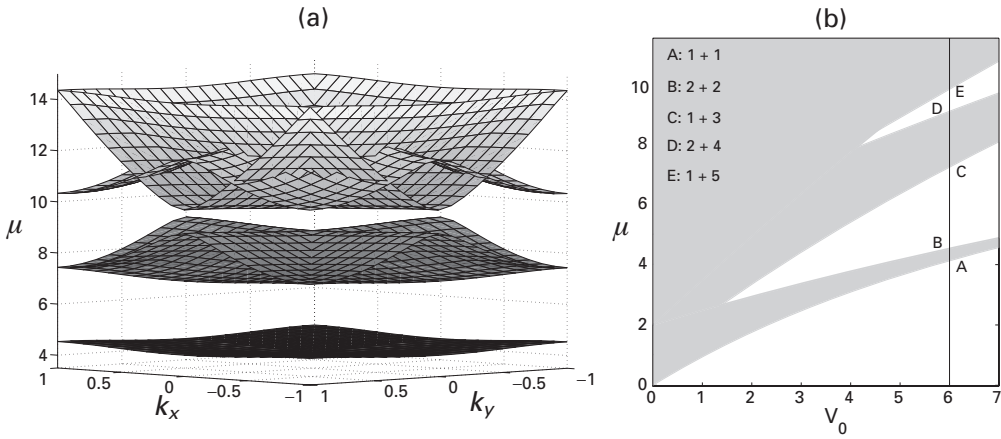 (a)
14
12
10
8
6
4
μ
1 0.5 0 −0.5 −1
k_x
1 0.5 0 −0.5 −1
k_y
(b)
A: 1 + 1
B: 2 + 2
C: 1 + 3
D: 2 + 4
E: 1 + 5
E
D
C
B
A
10
8
6
4
2
0
μ
0 1 2 3 4 5 6 7
V_0